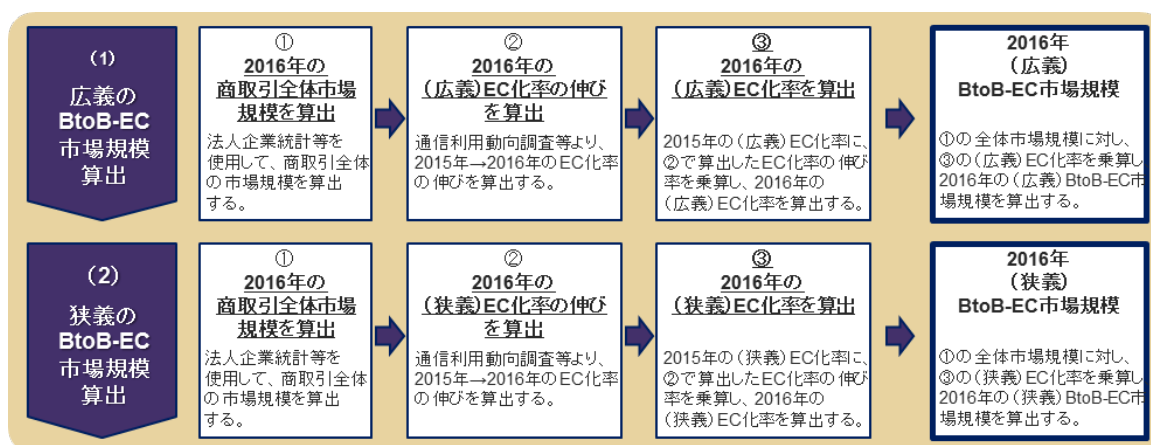 (1)
広義の
BtoB-EC
市場規模
算出
①
2016年の
商取引全体市場
規模を算出
法人企業統計等を
使用して、商取引全体
の市場規模を算出
する。
②
2016年の
(広義)EC化率の伸び
を算出
通信利用動向調査等より、
2015年→2016年のEC化率
の伸びを算出する。
③
2016年の
(広義)EC化率を算出
2015年の(広義)EC化率に、
②で算出したEC化率の伸び
率を乗算し、2016年の
(広義)EC化率を算出する。
2016年
(広義)
BtoB-EC市場規模
①の全体市場規模に対し、
③の(広義)EC化率を乗算し
2016年の(広義)BtoB-EC市
場規模を算出する。
(2)
狭義の
BtoB-EC
市場規模
算出
①
2016年の
商取引全体市場
規模を算出
法人企業統計等を
使用して、商取引全体
の市場規模を算出
する。
②
2016年の
(狭義)EC化率の伸び
を算出
通信利用動向調査等より、
2015年→2016年のEC化率
の伸びを算出する。
③
2016年の
(狭義)EC化率を算出
2015年の(狭義)EC化率に、
②で算出したEC化率の伸び
率を乗算し、2016年の
(狭義)EC化率を算出する。
2016年
(狭義)
BtoB-EC市場規模
①の全体市場規模に対し、
③の(狭義)EC化率を乗算し
2016年の(狭義)BtoB-EC市
場規模を算出する。